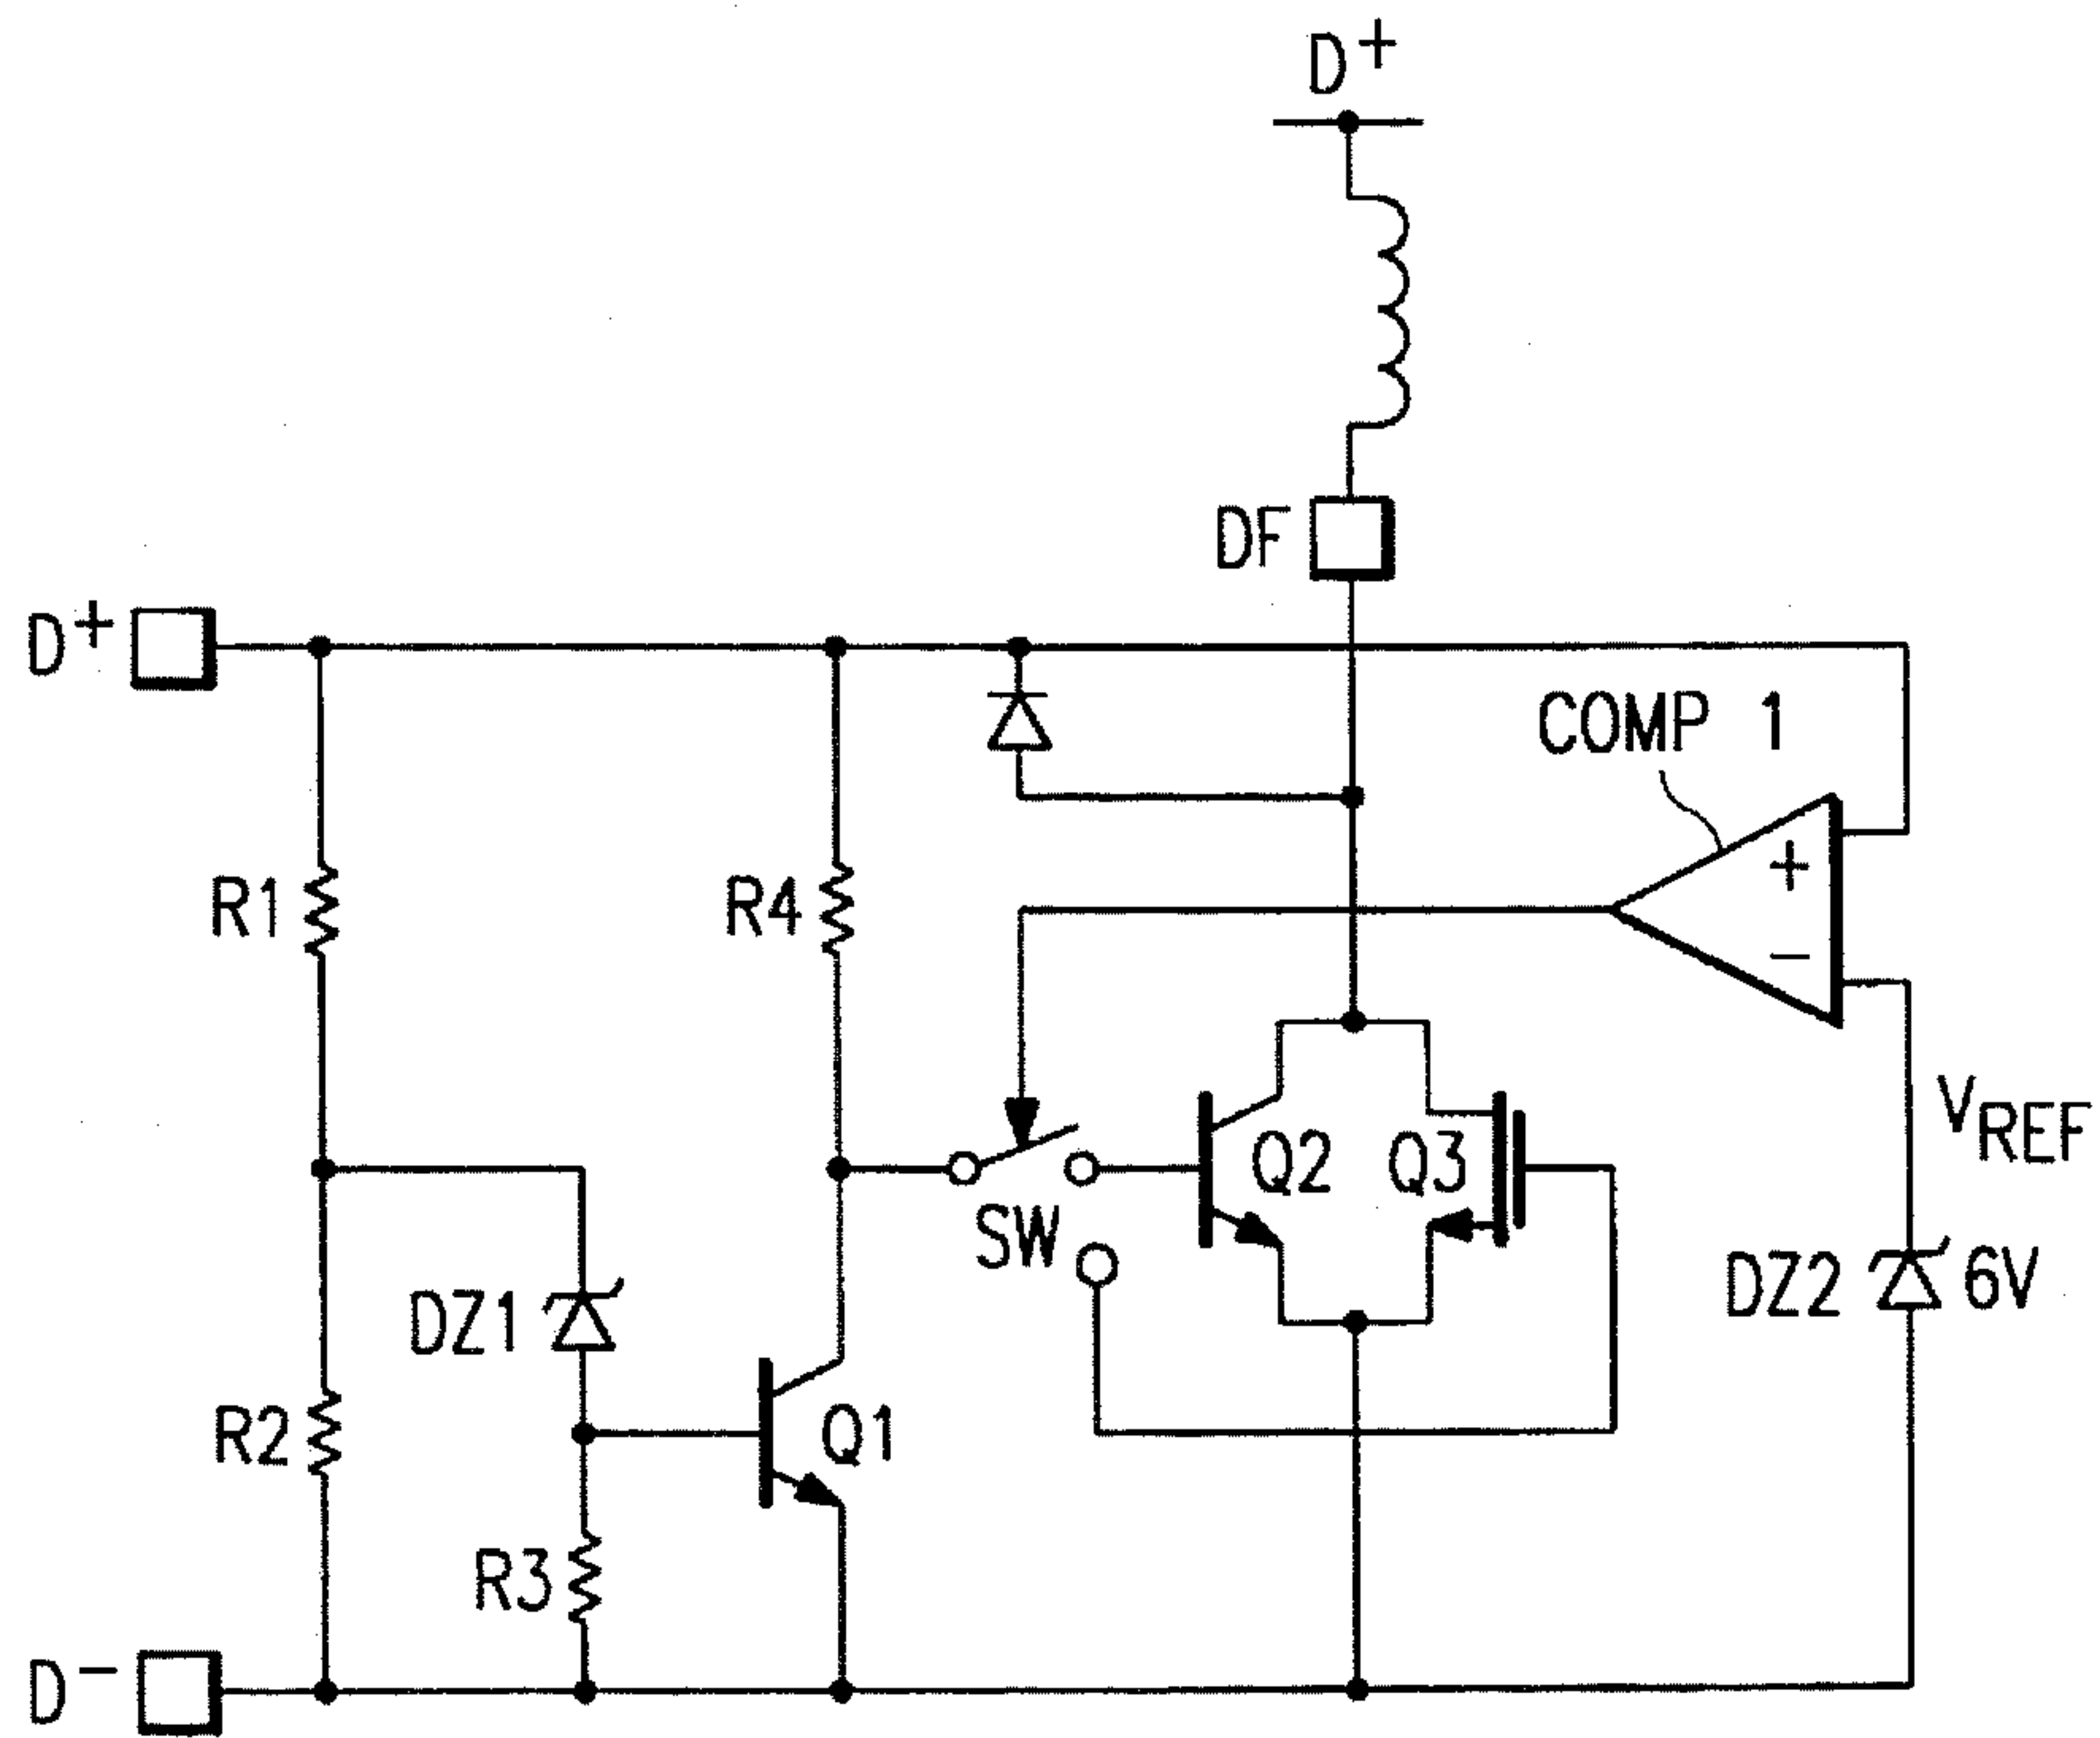 D+
DF
D+
COMP 1
+
−
R1
R4
VREF
Q2
Q3
SW
DZ1
DZ2
6V
R2
Q1
R3
D−